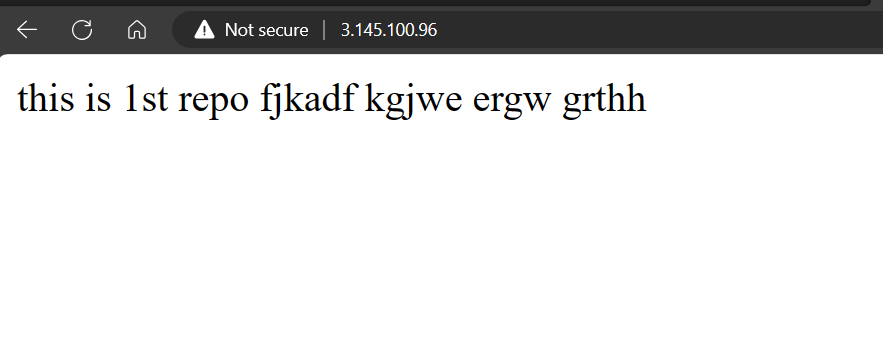 Not secure | 3.145.100.96
this is 1st repo fjkadf kgjwe ergw grthh